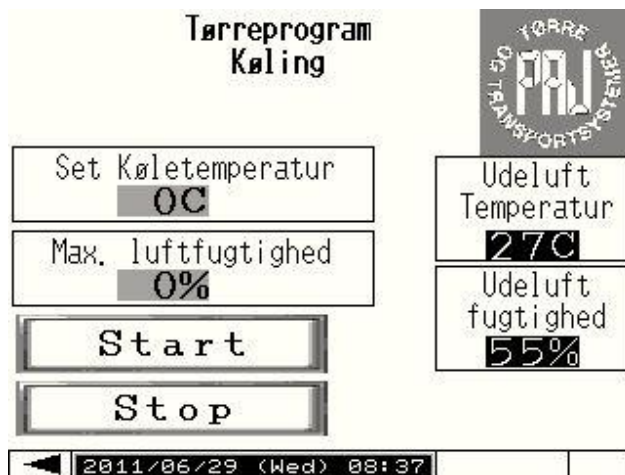 Tørreprogram
Køling
TØRRE
OG TRANSPORTSYSTEMER
PAJ
Set Køletemperatur
0C
Max. luftfugtighed
0%
Start
Stop
Udeluft
Temperatur
27C
Udeluft
fugtighed
55%
2011/06/29 (Wed) 08:37